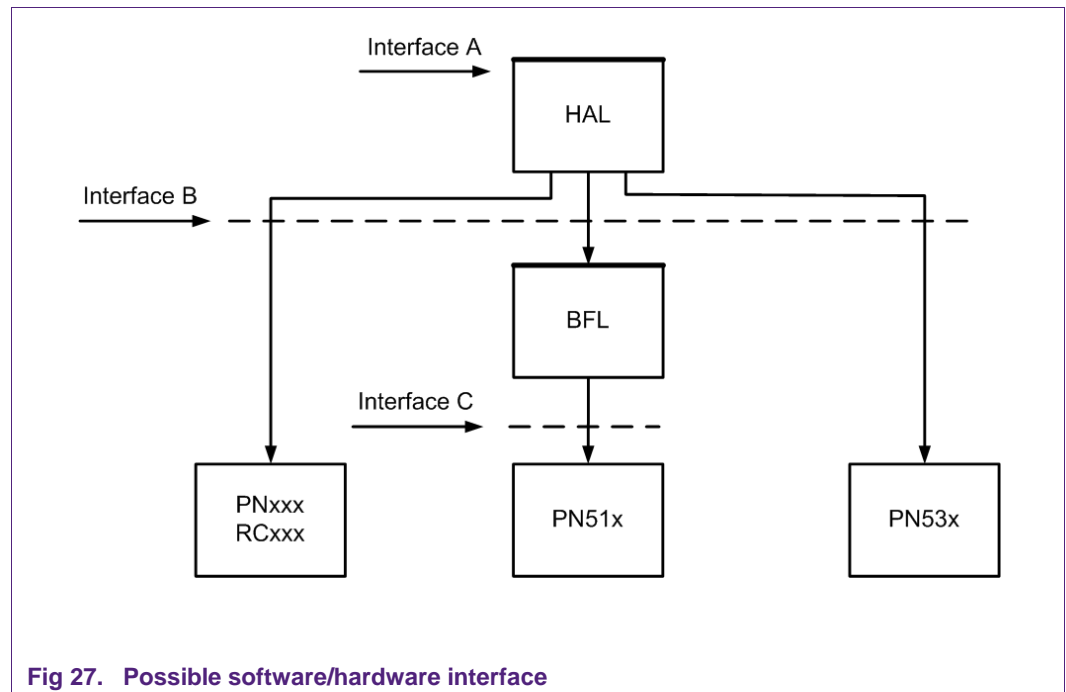 Interface A
HAL
Interface B
BFL
Interface C
PNxxx
RCxxx
PN51x
PN53x
Fig 27. Possible software/hardware interface